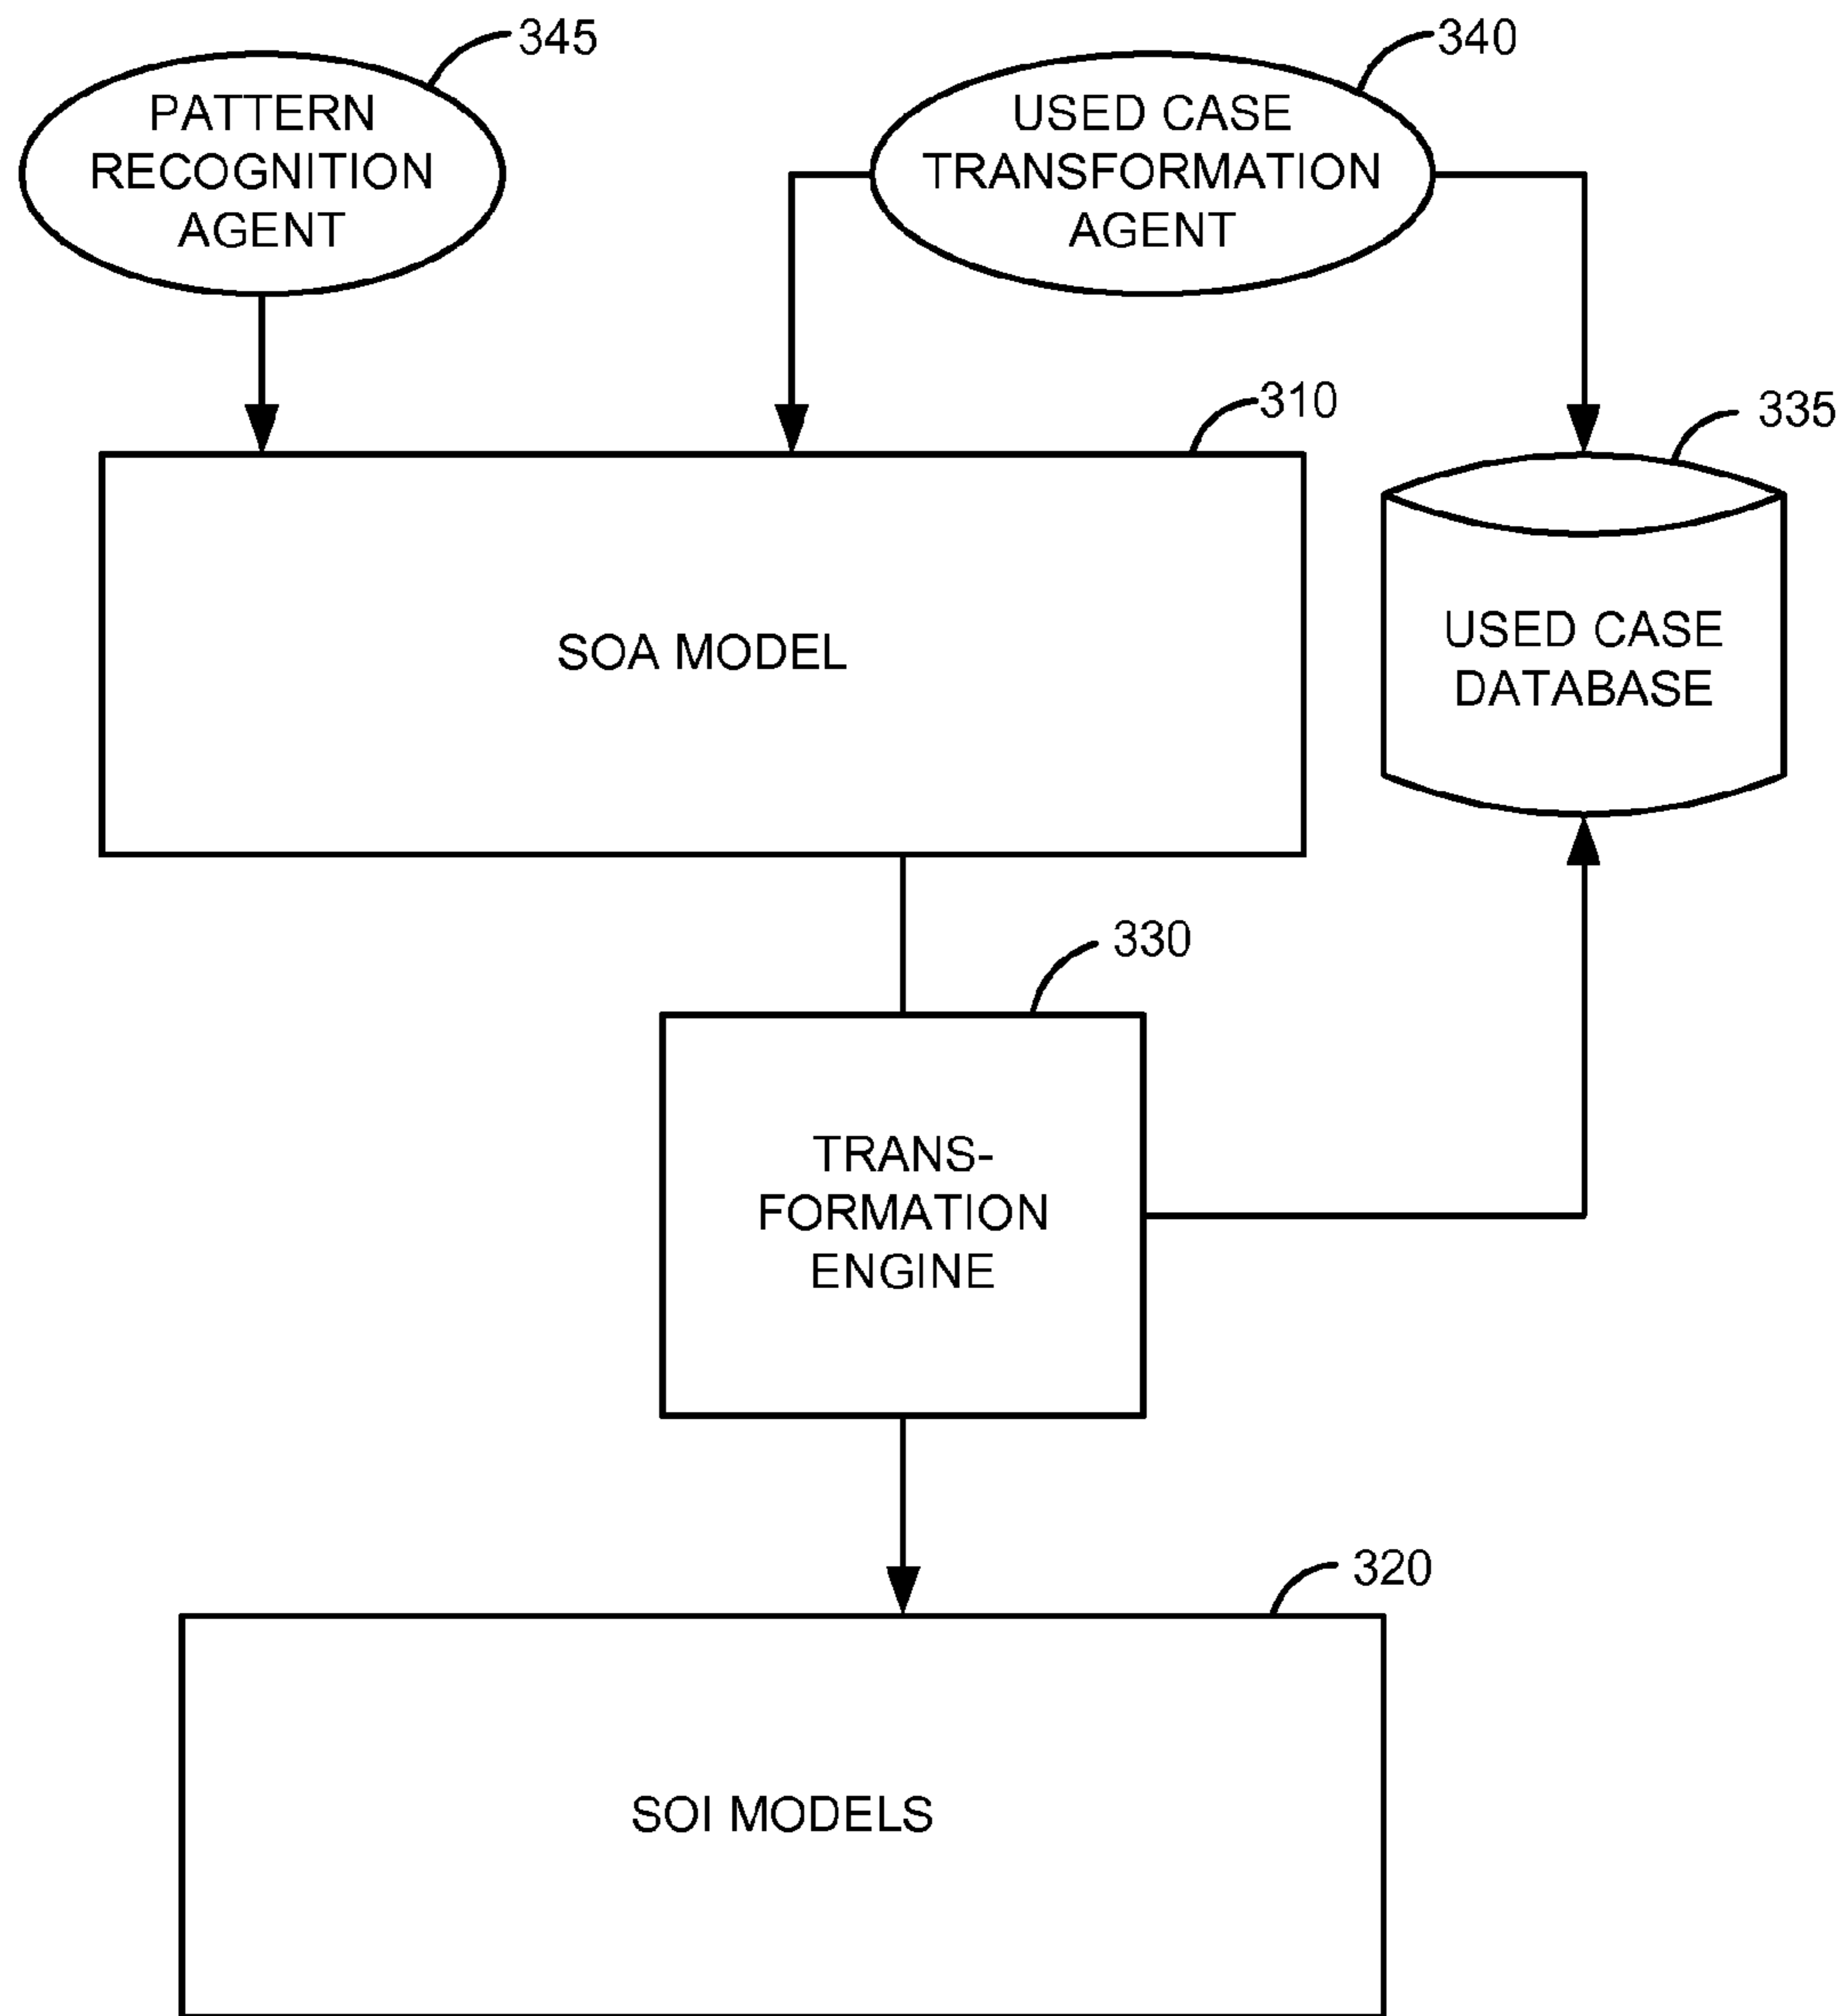 345
PATTERN
RECOGNITION
AGENT
340
USED CASE
TRANSFORMATION
AGENT
310
SOA MODEL
335
USED CASE
DATABASE
330
TRANS-
FORMATION
ENGINE
320
SOI MODELS